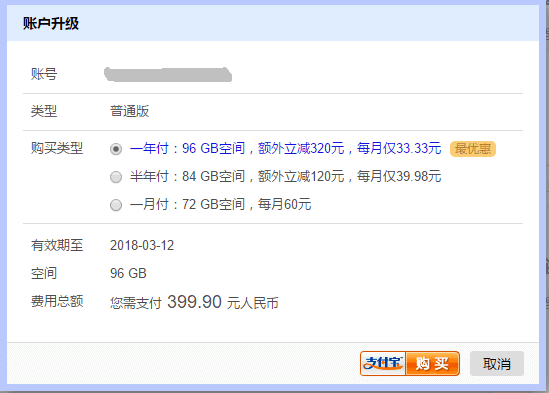 账户升级
账号
类型 普通版
购买类型 一年付：96 GB空间，额外立减320元，每月仅33.33元 最优惠
半年付：84 GB空间，额外立减120元，每月仅39.98元
一月付：72 GB空间，每月60元
有效期至 2018-03-12
空间 96 GB
费用总额 您需支付 399.90 元人民币
支付宝 购买 取消